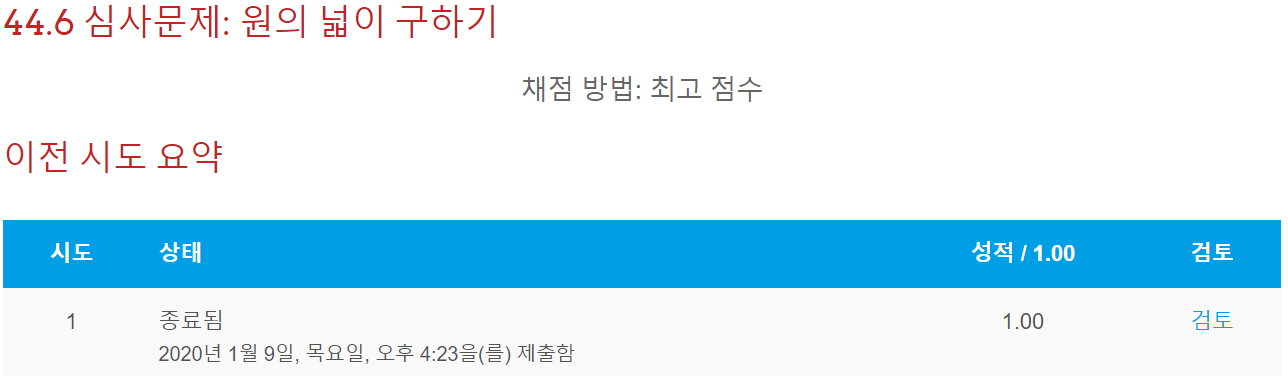 44.6 심사문제: 원의 넓이 구하기
채점 방법: 최고 점수
이전 시도 요약
시도 상태 성적 / 1.00 검토
1 종료됨 1.00 검토
2020년 1월 9일, 목요일, 오후 4:23을(를) 제출함